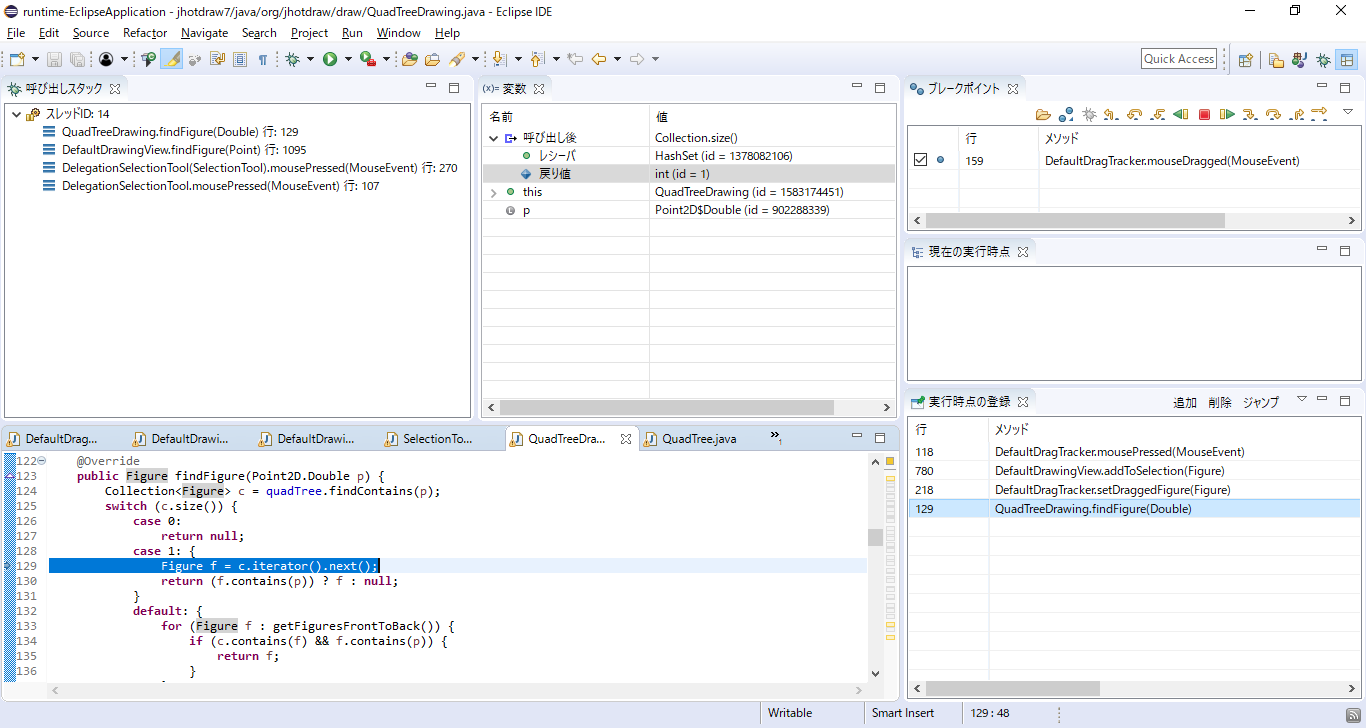 runtime-EclipseApplication - jhotdraw7/java/org/jhotdraw/draw/QuadTreeDrawing.java - Eclipse IDE
File Edit Source Refactor Navigate Search Project Run Window Help
Quick Access
呼び出しスタック
スレッドID: 14
QuadTreeDrawing.findFigure(Double) 行: 129
DefaultDrawingView.findFigure(Point) 行: 1095
DelegationSelectionTool(SelectionTool).mousePressed(MouseEvent) 行: 270
DelegationSelectionTool.mousePressed(MouseEvent) 行: 107
(x)= 変数
名前 値
呼び出し後 Collection.size()
レシーバ HashSet (id = 1378082106)
戻り値 int (id = 1)
this QuadTreeDrawing (id = 1583174451)
p Point2D$Double (id = 902288339)
ブレークポイント
行 メソッド
159 DefaultDragTracker.mouseDragged(MouseEvent)
現在の実行時点
実行時点の登録 追加 削除 ジャンプ
行 メソッド
118 DefaultDragTracker.mousePressed(MouseEvent)
780 DefaultDrawingView.addToSelection(Figure)
218 DefaultDragTracker.setDraggedFigure(Figure)
129 QuadTreeDrawing.findFigure(Double)
DefaultDrag... DefaultDrawi... DefaultDrawi... SelectionTo... QuadTreeDra... QuadTree.java »1
122 @Override
123 public Figure findFigure(Point2D.Double p) {
124 Collection<Figure> c = quadTree.findContains(p);
125 switch (c.size()) {
126 case 0:
127 return null;
128 case 1: {
129 Figure f = c.iterator().next();
130 return (f.contains(p)) ? f : null;
131 }
132 default: {
133 for (Figure f : getFiguresFrontToBack()) {
134 if (c.contains(f) && f.contains(p)) {
135 return f;
136 }
Writable Smart Insert 129 : 48